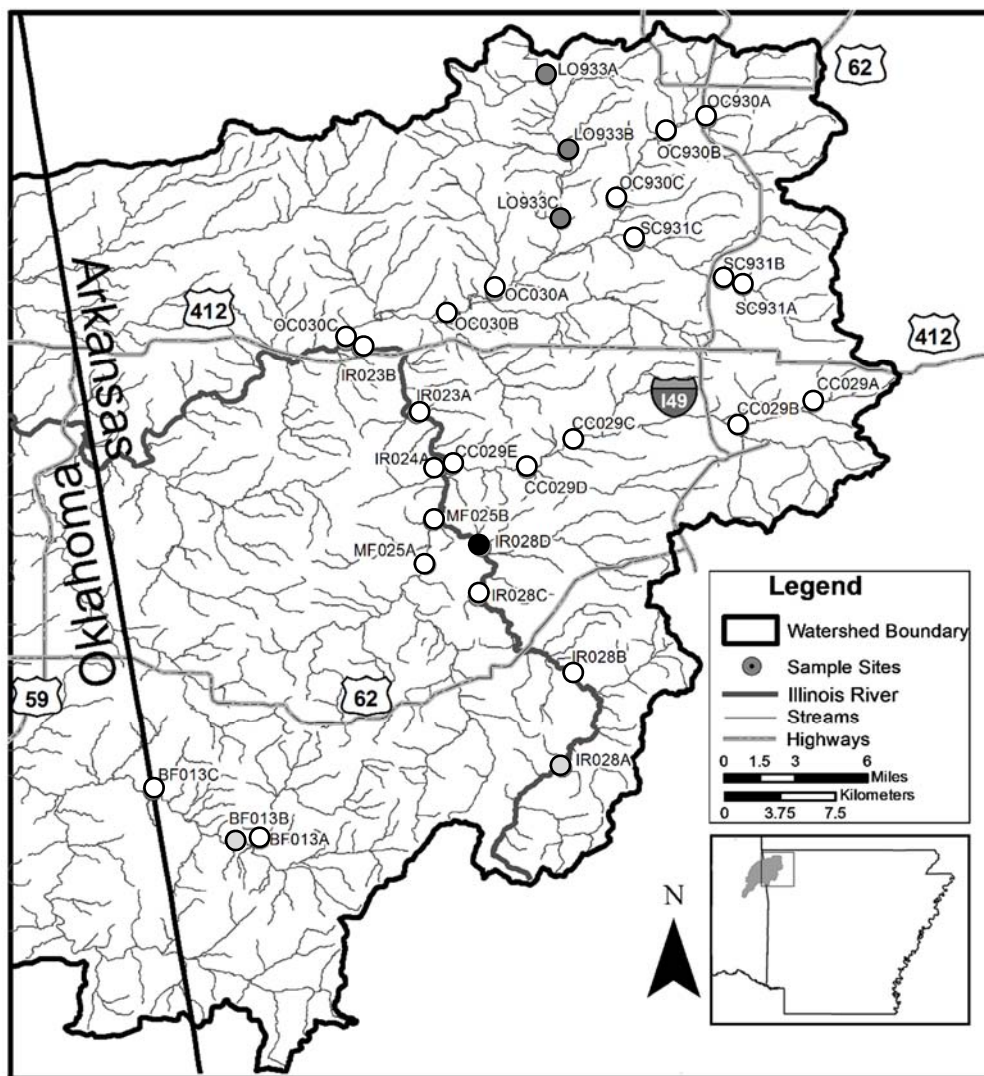 62
LO933A
OC930A
LO933B
OC930B
OC930C
LO933C
SC931C
SC931B
SC931A
Arkansas
OC030A
412
OC030B
OC030C
412
IR023B
I49
CC029A
IR023A
CC029B
CC029C
IR024A
CC029E
CC029D
Oklahoma
MF025B
IR028D
MF025A
IR028C
Legend
Watershed Boundary
Sample Sites
Illinois River
Streams
Highways
0 1.5 3 6
Miles
Kilometers
0 3.75 7.5
IR028B
59
62
IR028A
BF013C
BF013B
BF013A
N